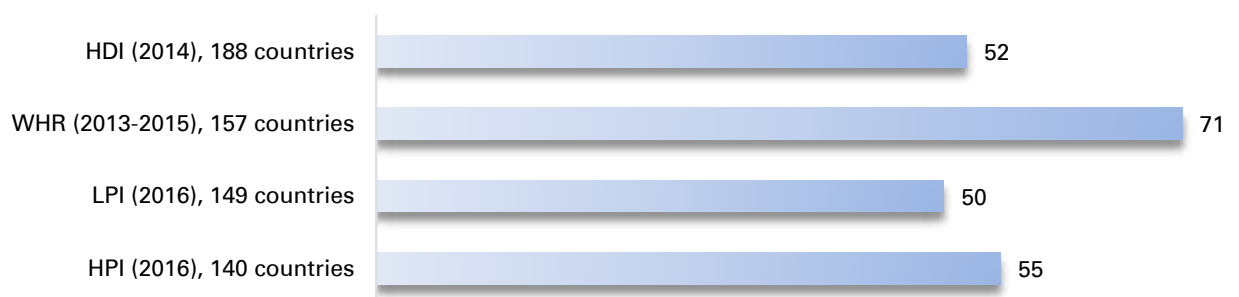 HDI (2014), 188 countries 52
WHR (2013-2015), 157 countries 71
LPI (2016), 149 countries 50
HPI (2016), 140 countries 55